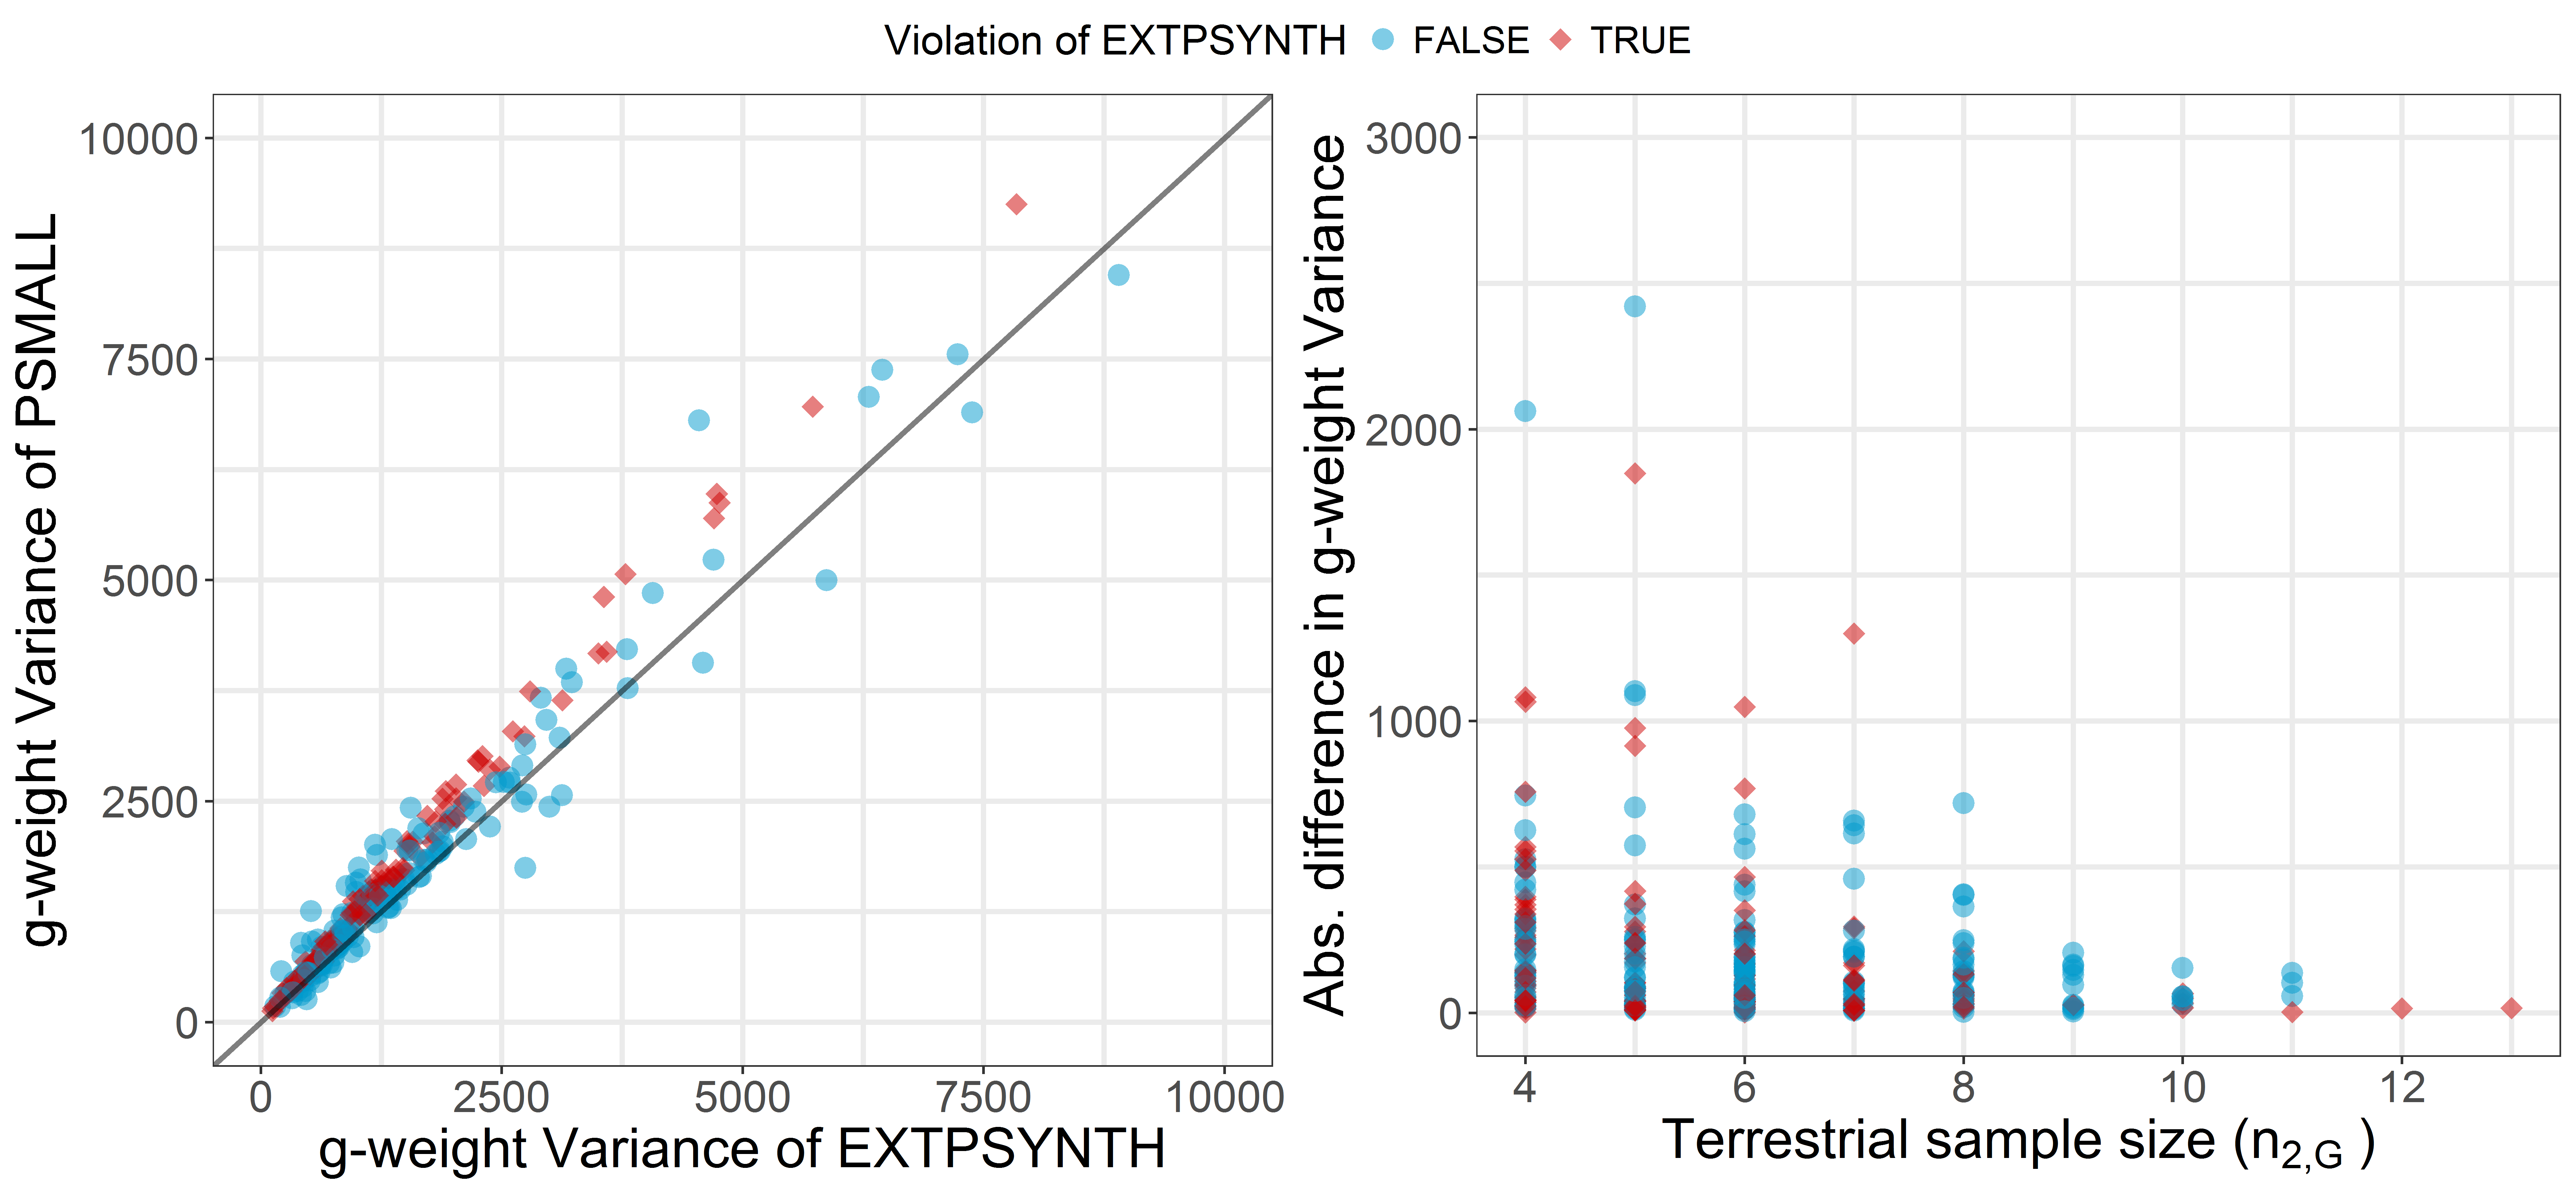 Violation of EXTPSYNTH FALSE TRUE
g-weight Variance of PSMALL
10000
7500
5000
2500
0
0 2500 5000 7500 10000
g-weight Variance of EXTPSYNTH
Abs. difference in g-weight Variance
3000
2000
1000
0
4 6 8 10 12
Terrestrial sample size (n2,G )